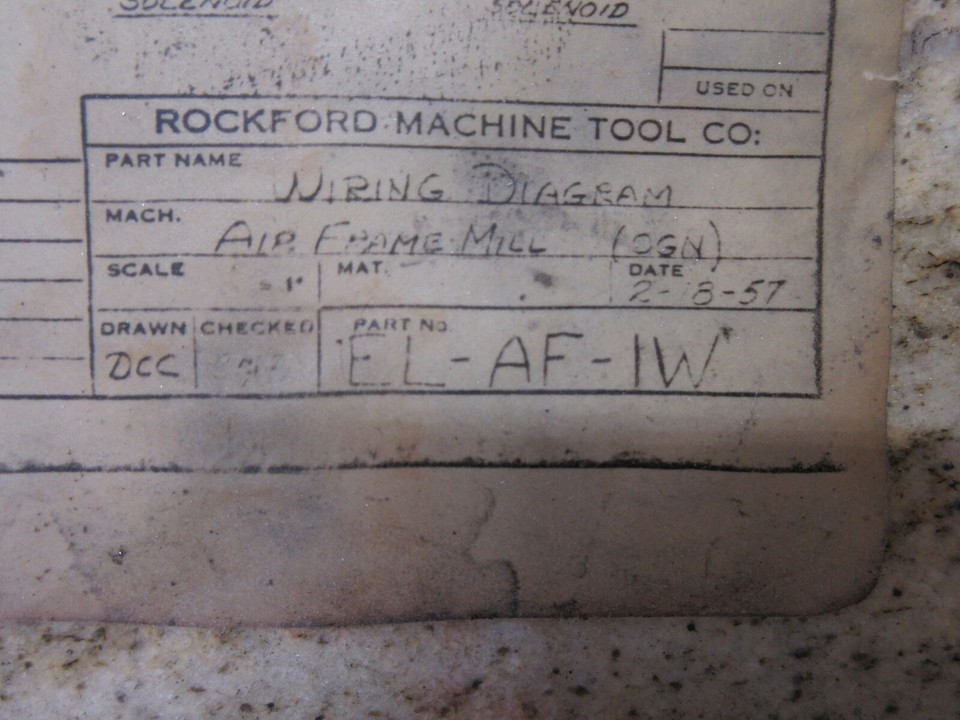 SOLENOID SOLENOID
USED ON
ROCKFORD MACHINE TOOL CO:
PART NAME
WIRING DIAGRAM
MACH.
AIR FRAME MILL (OGN)
SCALE MAT. DATE
2-18-57
DRAWN CHECKED PART NO.
DCC EL-AF-1W